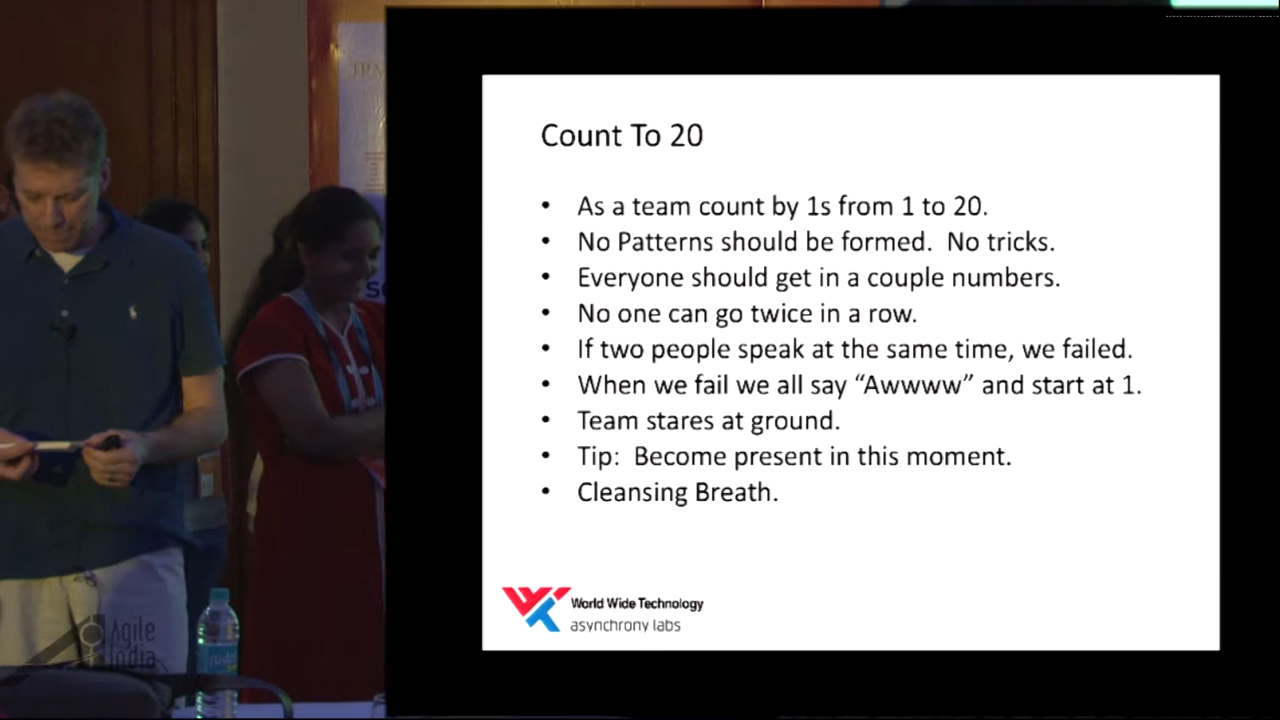 JPM
Count To 20
• As a team count by 1s from 1 to 20.
• No Patterns should be formed.  No tricks.
• Everyone should get in a couple numbers.
• No one can go twice in a row.
• If two people speak at the same time, we failed.
• When we fail we all say “Awwww” and start at 1.
• Team stares at ground.
• Tip:  Become present in this moment.
• Cleansing Breath.
World Wide Technology
asynchrony labs
Agile
India